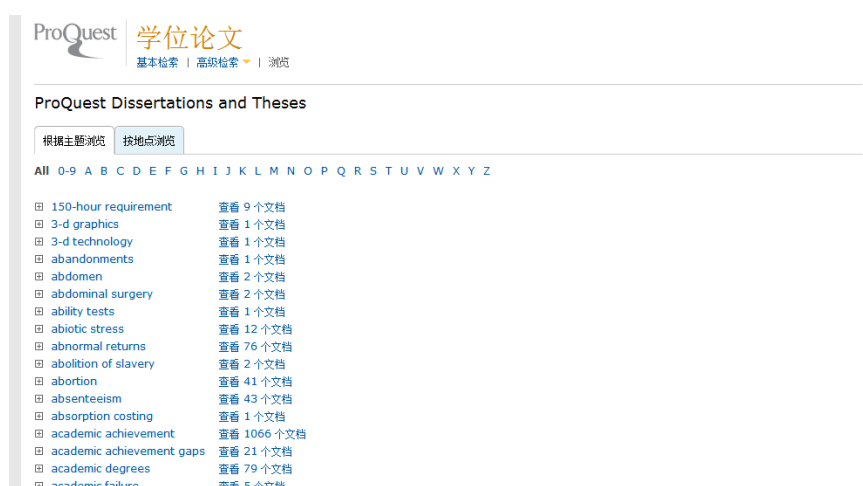 ProQuest 学位论文
基本检索 | 高级检索 | 浏览
ProQuest Dissertations and Theses
根据主题浏览 按地点浏览
All 0-9 A B C D E F G H I J K L M N O P Q R S T U V W X Y Z
150-hour requirement 查看 9 个文档
3-d graphics 查看 1 个文档
3-d technology 查看 1 个文档
abandonments 查看 1 个文档
abdomen 查看 2 个文档
abdominal surgery 查看 2 个文档
ability tests 查看 1 个文档
abiotic stress 查看 12 个文档
abnormal returns 查看 76 个文档
abolition of slavery 查看 2 个文档
abortion 查看 41 个文档
absenteeism 查看 43 个文档
absorption costing 查看 1 个文档
academic achievement 查看 1066 个文档
academic achievement gaps 查看 21 个文档
academic degrees 查看 79 个文档
academic failure 查看 5 个文档